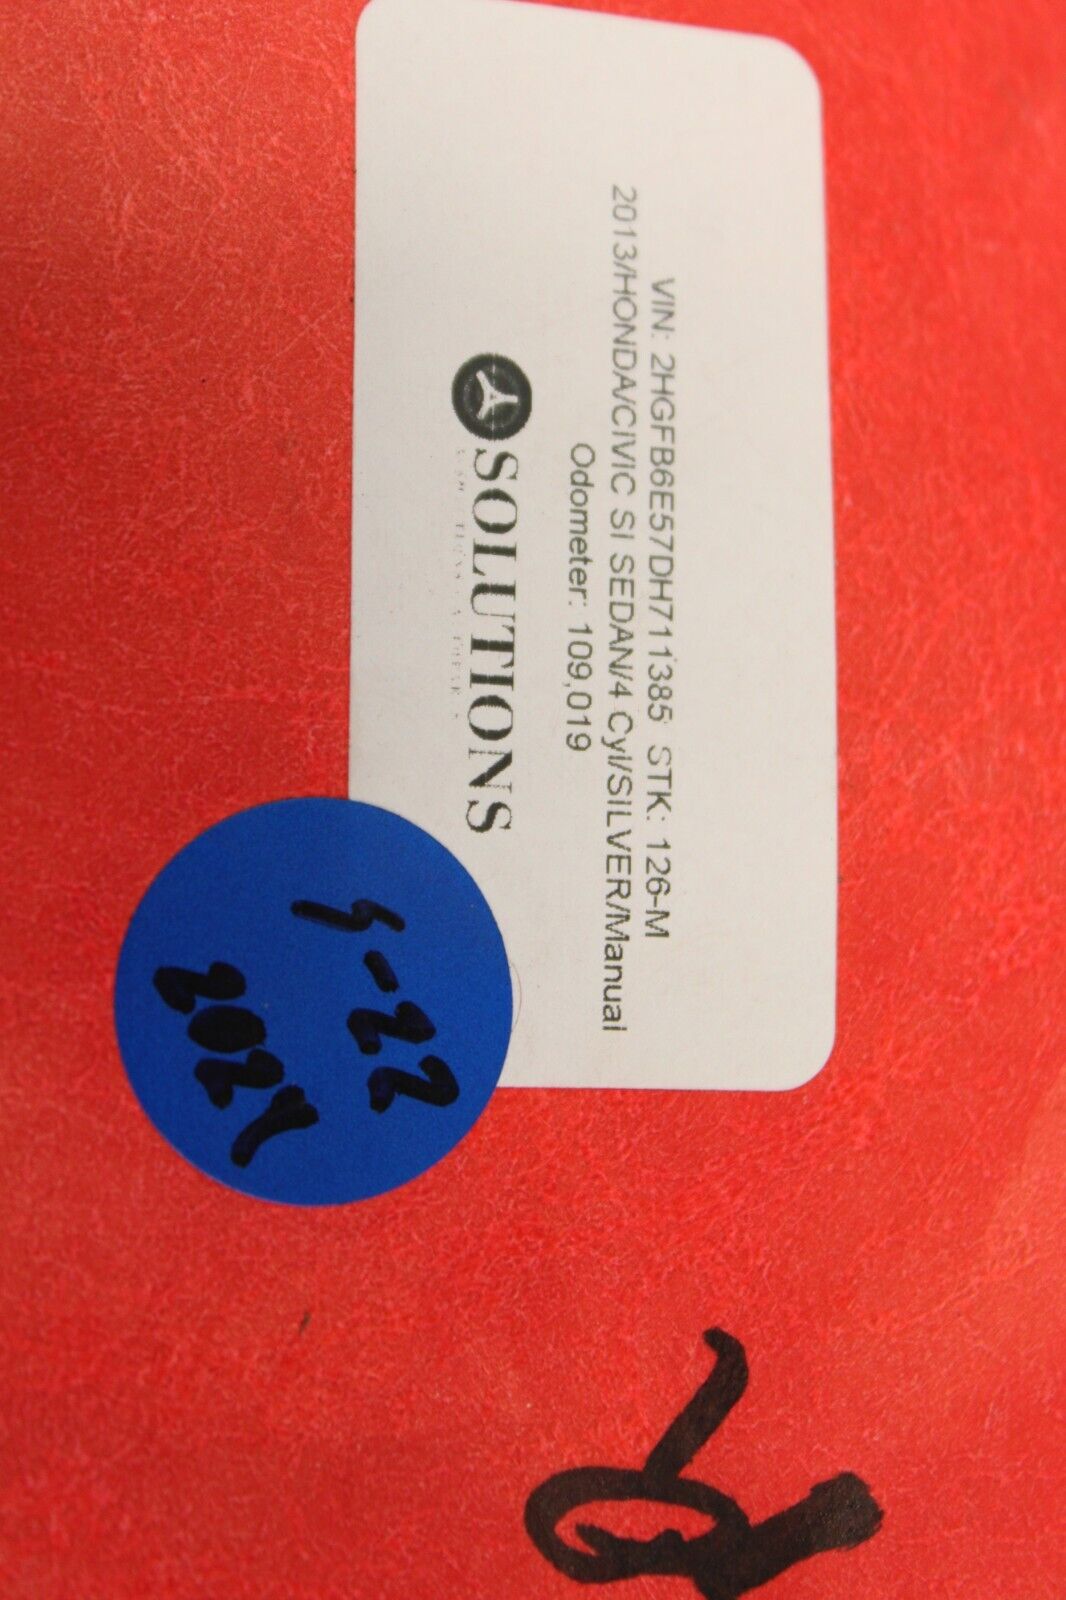 VIN: 2HGFB6E57DH711385 STK: 126-M
2013/HONDA/CIVIC SI SEDAN/4 Cyl/SILVER/Manual
Odometer: 109,019
SOLUTIONS
5-22